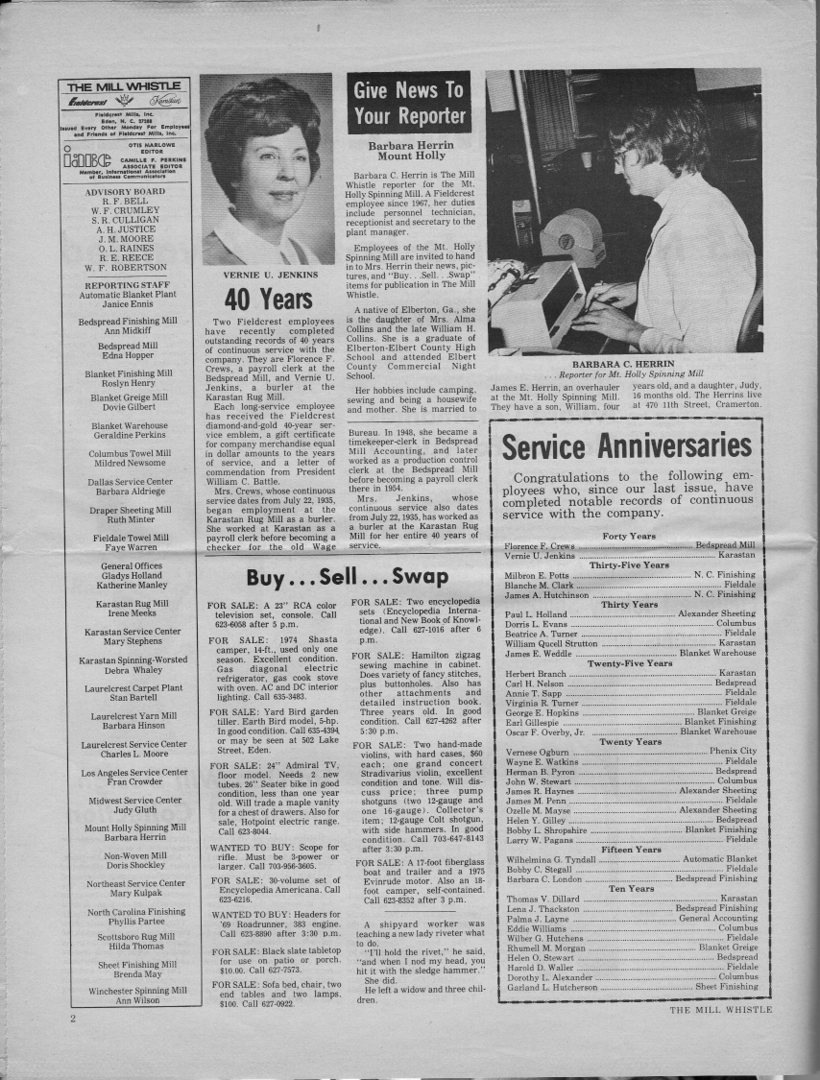 THE MILL WHISTLE
Fieldcrest
Karastan
Fieldcrest Mills, Inc.
Eden, N. C. 27288
Issued Every Other Monday For Employees
and Friends of Fieldcrest Mills, Inc.
OTIS MARLOWE
EDITOR
CAMILLE F. PERKINS
ASSOCIATE EDITOR
Member, International Association
of Business Communicators
ADVISORY BOARD
R. F. BELL
W. F. CRUMLEY
S. R. CULLIGAN
A. H. JUSTICE
J. M. MOORE
O. L. RAINES
R. E. REECE
W. F. ROBERTSON
REPORTING STAFF
Automatic Blanket Plant
Janice Ennis
Bedspread Finishing Mill
Ann Midkiff
Bedspread Mill
Edna Hopper
Blanket Finishing Mill
Roslyn Henry
Blanket Greige Mill
Dovie Gilbert
Blanket Warehouse
Geraldine Perkins
Columbus Towel Mill
Mildred Newsome
Dallas Service Center
Barbara Aldriege
Draper Sheeting Mill
Ruth Minter
Fieldale Towel Mill
Faye Warren
General Offices
Gladys Holland
Katherine Manley
Karastan Rug Mill
Irene Meeks
Karastan Service Center
Mary Stephens
Karastan Spinning-Worsted
Debra Whaley
Laurelcrest Carpet Plant
Stan Bartell
Laurelcrest Yarn Mill
Barbara Hinson
Laurelcrest Service Center
Charles L. Moore
Los Angeles Service Center
Fran Crowder
Midwest Service Center
Judy Gluth
Mount Holly Spinning Mill
Barbara Herrin
Non-Woven Mill
Doris Shockley
Northeast Service Center
Mary Kulpak
North Carolina Finishing
Phyllis Partee
Scottsboro Rug Mill
Hilda Thomas
Sheet Finishing Mill
Brenda May
Winchester Spinning Mill
Ann Wilson
VERNIE U. JENKINS
40 Years
Two Fieldcrest employees
have recently completed
outstanding records of 40 years
of continuous service with the
company. They are Florence F.
Crews, a payroll clerk at the
Bedspread Mill, and Vernie U.
Jenkins, a burler at the
Karastan Rug Mill.
Each long-service employee
has received the Fieldcrest
diamond-and-gold 40-year ser-
vice emblem, a gift certificate
for company merchandise equal
in dollar amounts to the years
of service, and a letter of
commendation from President
William C. Battle.
Mrs. Crews, whose continuous
service dates from July 22, 1935,
began employment at the
Karastan Rug Mill as a burler.
She worked at Karastan as a
payroll clerk before becoming a
checker for the old Wage
Bureau. In 1948, she became a
timekeeper-clerk in Bedspread
Mill Accounting, and later
worked as a production control
clerk at the Bedspread Mill
before becoming a payroll clerk
there in 1954.
Mrs. Jenkins, whose
continuous service also dates
from July 22, 1935, has worked as
a burler at the Karastan Rug
Mill for her entire 40 years of
service.
Give News To
Your Reporter
Barbara Herrin
Mount Holly
Barbara C. Herrin is The Mill
Whistle reporter for the Mt.
Holly Spinning Mill. A Fieldcrest
employee since 1967, her duties
include personnel technician,
receptionist and secretary to the
plant manager.
Employees of the Mt. Holly
Spinning Mill are invited to hand
in to Mrs. Herrin their news, pic-
tures, and "Buy. . .Sell. . .Swap"
items for publication in The Mill
Whistle.
A native of Elberton, Ga., she
is the daughter of Mrs. Alma
Collins and the late William H.
Collins. She is a graduate of
Elberton-Elbert County High
School and attended Elbert
County Commercial Night
School.
Her hobbies include camping,
sewing and being a housewife
and mother. She is married to
BARBARA C. HERRIN
. . . Reporter for Mt. Holly Spinning Mill
James E. Herrin, an overhauler
at the Mt. Holly Spinning Mill.
They have a son, William, four
years old, and a daughter, Judy,
16 months old. The Herrins live
at 470 11th Street, Cramerton.
Buy...Sell...Swap
FOR SALE: A 23" RCA color
television set, console. Call
623-6058 after 5 p.m.
FOR SALE: 1974 Shasta
camper, 14-ft., used only one
season. Excellent condition.
Gas diagonal electric
refrigerator, gas cook stove
with oven. AC and DC interior
lighting. Call 635-3483.
FOR SALE: Yard Bird garden
tiller. Earth Bird model, 5-hp.
In good condition. Call 635-4394,
or may be seen at 502 Lake
Street, Eden.
FOR SALE: 24" Admiral TV,
floor model. Needs 2 new
tubes. 26" Seater bike in good
condition, less than one year
old. Will trade a maple vanity
for a chest of drawers. Also for
sale, Hotpoint electric range.
Call 623-8044.
WANTED TO BUY: Scope for
rifle. Must be 3-power or
larger. Call 703-956-3605.
FOR SALE: 30-volume set of
Encyclopedia Americana. Call
623-6216.
WANTED TO BUY: Headers for
'69 Roadrunner, 383 engine.
Call 623-8890 after 3:30 p.m.
FOR SALE: Black slate tabletop
for use on patio or porch.
$10.00. Call 627-7573.
FOR SALE: Sofa bed, chair, two
end tables and two lamps.
$100. Call 627-0922.
FOR SALE: Two encyclopedia
sets (Encyclopedia Interna-
tional and New Book of Knowl-
edge). Call 627-1016 after 6
p.m.
FOR SALE: Hamilton zigzag
sewing machine in cabinet.
Does variety of fancy stitches,
plus buttonholes. Also has
other attachments and
detailed instruction book.
Three years old. In good
condition. Call 627-4262 after
5:30 p.m.
FOR SALE: Two hand-made
violins, with hard cases, $60
each; one grand concert
Stradivarius violin, excellent
condition and tone. Will dis-
cuss price; three pump
shotguns (two 12-gauge and
one 16-gauge). Collector's
item; 12-gauge Colt shotgun,
with side hammers. In good
condition. Call 703-647-8143
after 3:30 p.m.
FOR SALE: A 17-foot fiberglass
boat and trailer and a 1975
Evinrude motor. Also an 18-
foot camper, self-contained.
Call 623-8352 after 3 p.m.
A shipyard worker was
teaching a new lady riveter what
to do.
"I'll hold the rivet," he said,
"and when I nod my head, you
hit it with the sledge hammer."
She did.
He left a widow and three chil-
dren.
Service Anniversaries
Congratulations to the following em-
ployees who, since our last issue, have
completed notable records of continuous
service with the company.
Forty Years
Florence F. Crews ... Bedspread Mill
Vernie U. Jenkins ... Karastan
Thirty-Five Years
Milbron E. Potts ... N. C. Finishing
Blanche M. Clark ... Fieldale
James A. Hutchinson ... N. C. Finishing
Thirty Years
Paul L. Holland ... Alexander Sheeting
Dorris L. Evans ... Columbus
Beatrice A. Turner ... Fieldale
William Qucell Strutton ... Karastan
James E. Weddle ... Blanket Warehouse
Twenty-Five Years
Herbert Branch ... Karastan
Carl H. Nelson ... Bedspread
Annie T. Sapp ... Fieldale
Virginia R. Turner ... Fieldale
George E. Hopkins ... Blanket Greige
Earl Gillespie ... Blanket Finishing
Oscar F. Overby, Jr. ... Blanket Warehouse
Twenty Years
Vernese Ogburn ... Phenix City
Wayne E. Watkins ... Fieldale
Herman B. Pyron ... Bedspread
John W. Stewart ... Columbus
James R. Haynes ... Alexander Sheeting
James M. Penn ... Fieldale
Ozelle M. Mayse ... Alexander Sheeting
Helen Y. Gilley ... Bedspread
Bobby L. Shropshire ... Blanket Finishing
Larry W. Pagans ... Fieldale
Fifteen Years
Wilhelmina G. Tyndall ... Automatic Blanket
Bobby C. Stegall ... Fieldale
Barbara C. London ... Bedspread Finishing
Ten Years
Thomas V. Dillard ... Karastan
Lena J. Thackston ... Bedspread Finishing
Palma J. Layne ... General Accounting
Eddie Williams ... Columbus
Wilber G. Hutchens ... Fieldale
Rhumell M. Morgan ... Blanket Greige
Helen O. Stewart ... Bedspread
Harold D. Waller ... Fieldale
Dorothy L. Alexander ... Columbus
Garland L. Hutcherson ... Sheet Finishing
2
THE MILL WHISTLE